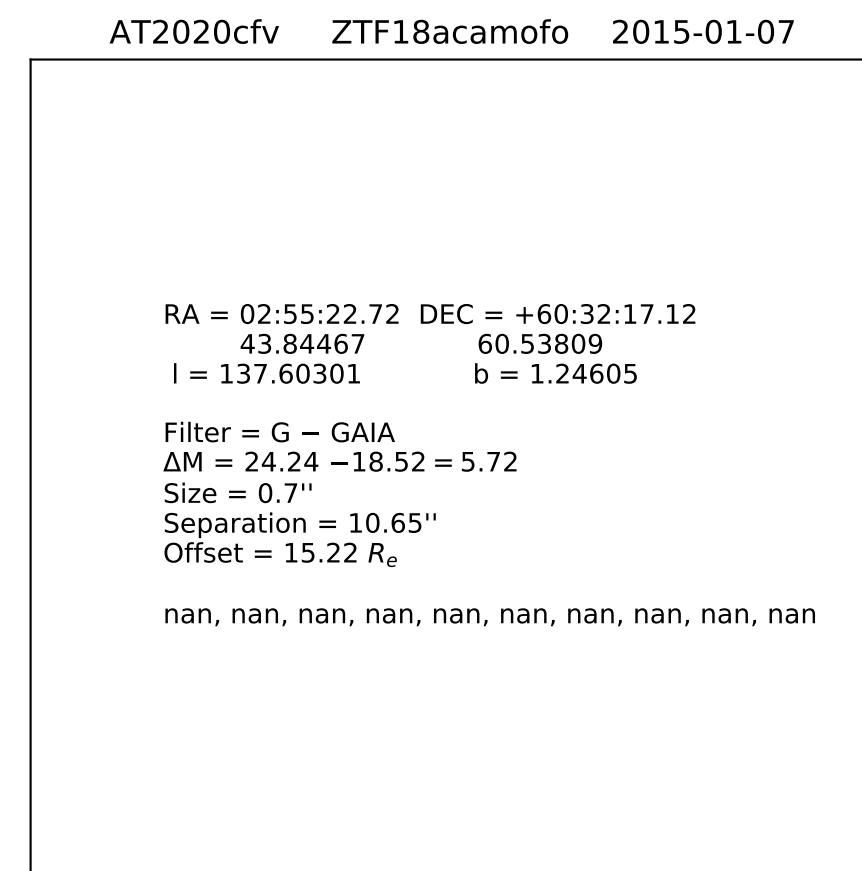 AT2020cfv ZTF18acamofo 2015-01-07
RA = 02:55:22.72 DEC = +60:32:17.12
43.84467 60.53809
l = 137.60301 b = 1.24605
Filter = G − GAIA
ΔM = 24.24 −18.52 = 5.72
Size = 0.7''
Separation = 10.65''
Offset = 15.22 Re
nan, nan, nan, nan, nan, nan, nan, nan, nan, nan